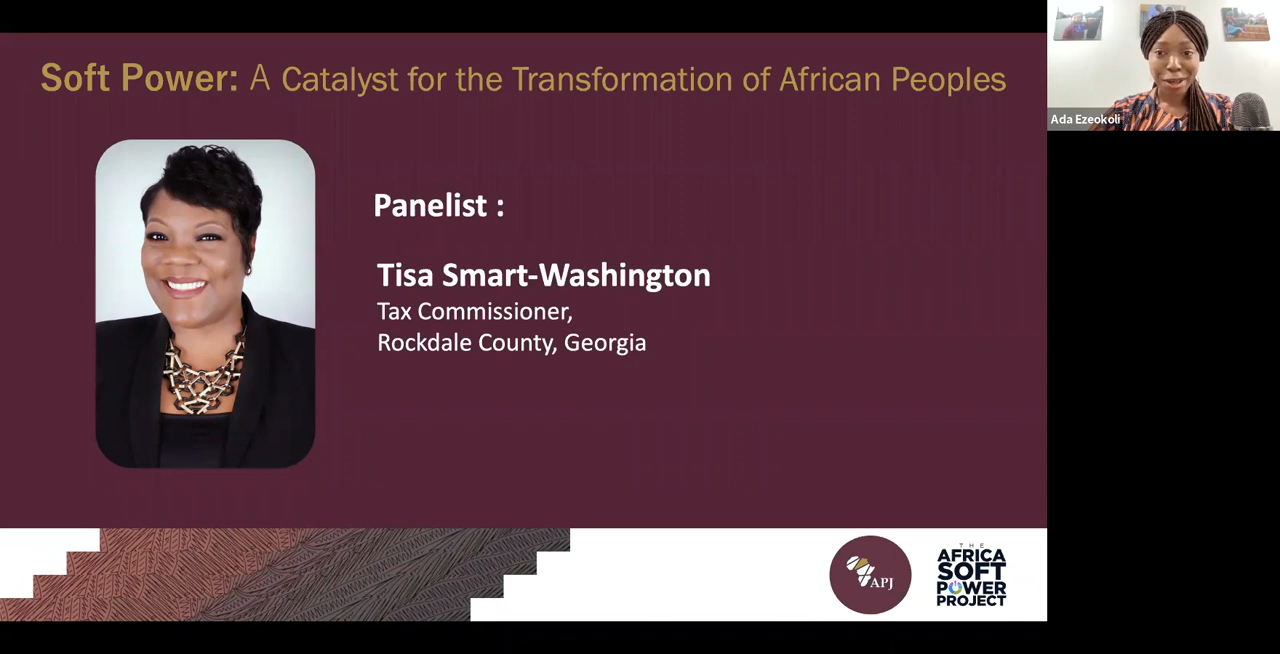 Soft Power: A Catalyst for the Transformation of African Peoples
Ada Ezeokoli
Panelist :
Tisa Smart-Washington
Tax Commissioner,
Rockdale County, Georgia
APJ
THE
AFRICA
SOFT
POWER
PROJECT